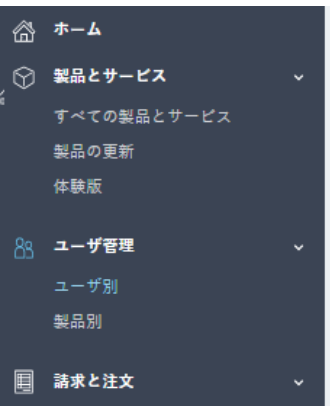 ホーム
製品とサービス
すべての製品とサービス
製品の更新
体験版
ユーザ管理
ユーザ別
製品別
請求と注文